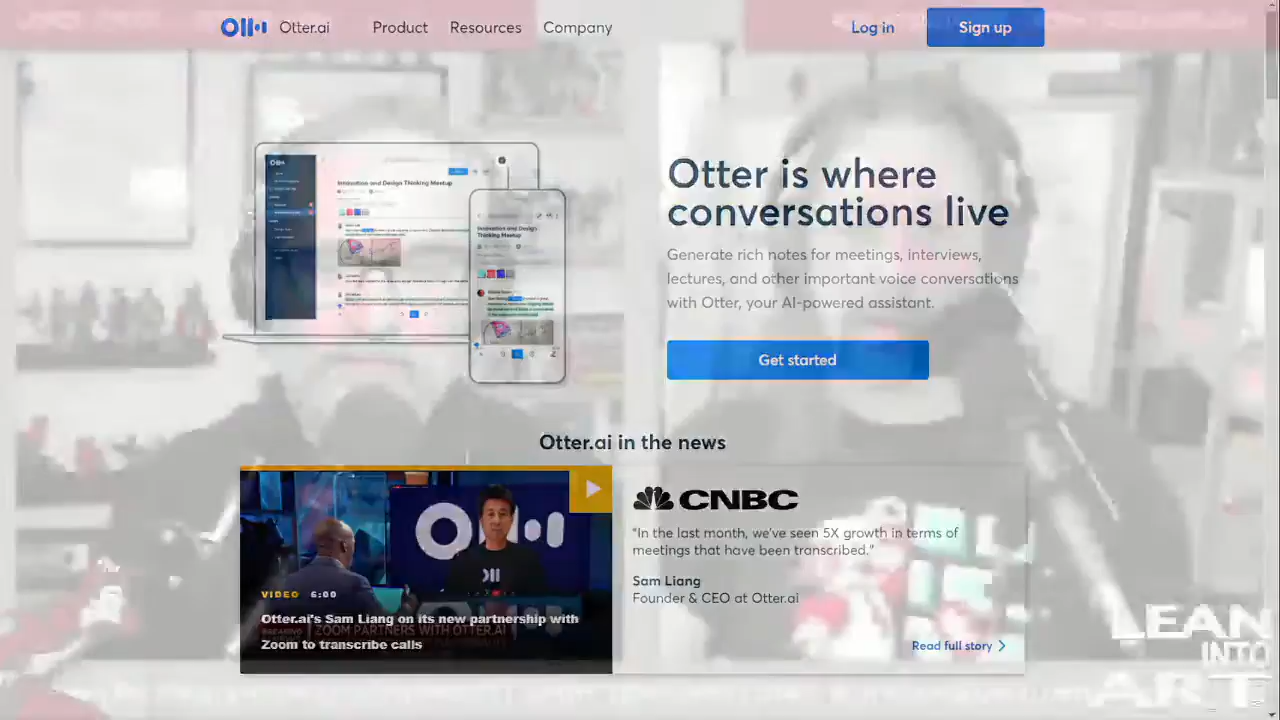 Otter.ai
Product
Resources
Company
Log in
Sign up
Innovation and Design Thinking Meetup
Innovation and Design
Thinking Meetup
Otter is where
conversations live
Generate rich notes for meetings, interviews,
lectures, and other important voice conversations
with Otter, your AI-powered assistant.
Get started
Otter.ai in the news
VIDEO 6:00
Otter.ai's Sam Liang on its new partnership with
ZOOM PARTNERS WITH OTTER.AI
Zoom to transcribe calls
CNBC
"In the last month, we've seen 5X growth in terms of
meetings that have been transcribed."
Sam Liang
Founder & CEO at Otter.ai
Read full story
LEAN
INTO
ART